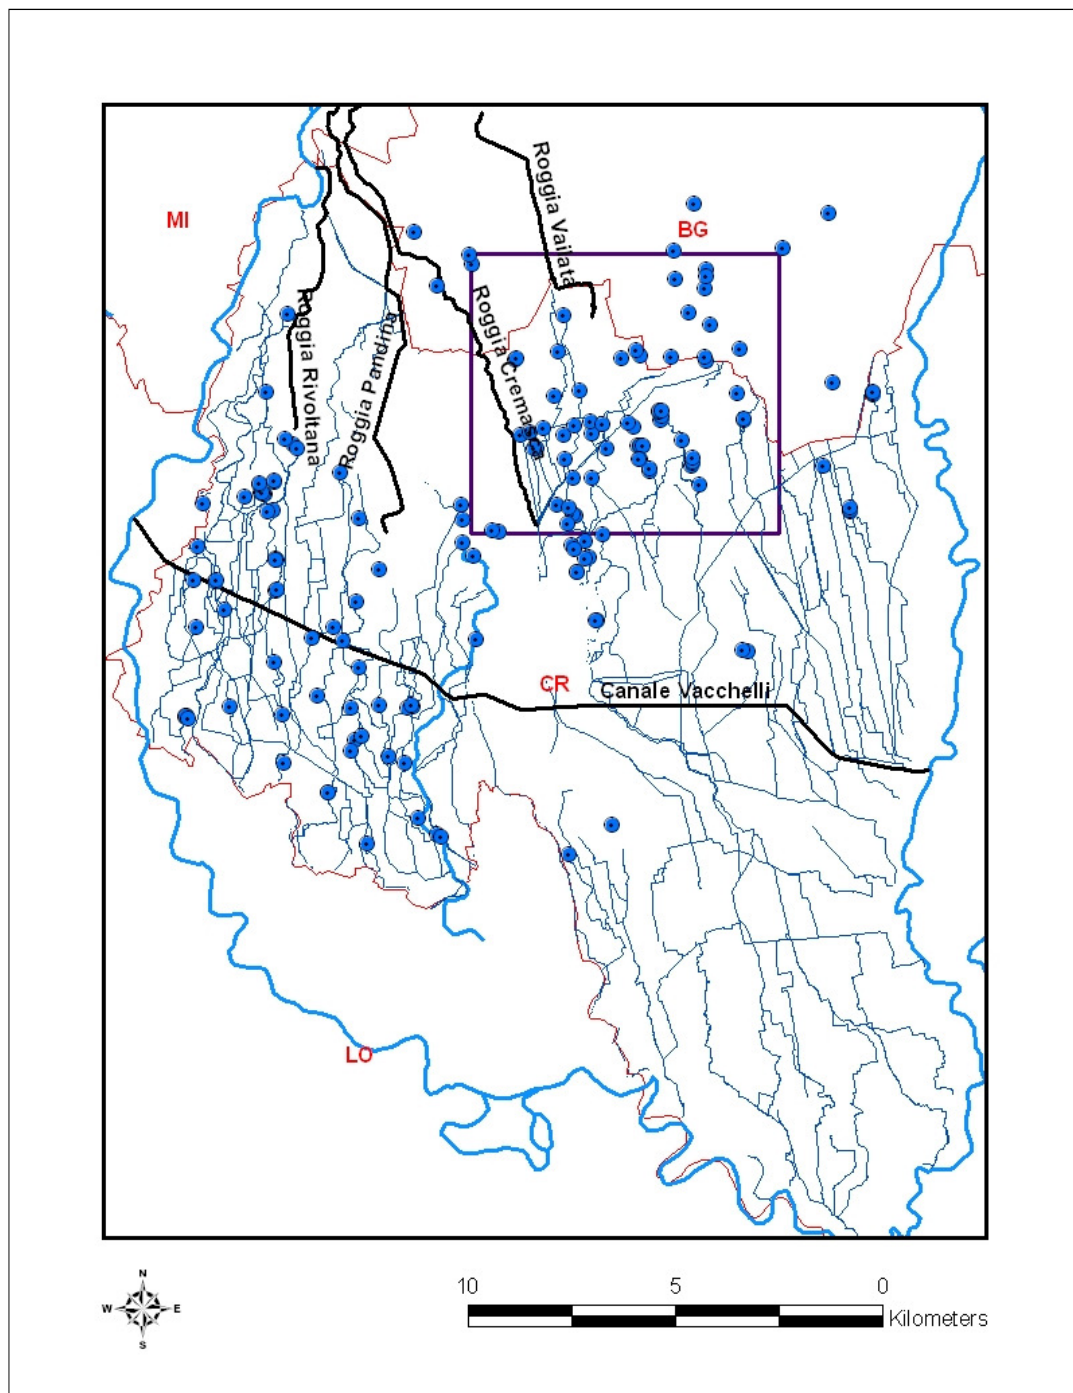 MI
BG
Roggia Vailata
Roggia Rivoltana
Roggia Pandina
Roggia Cremasca
CR
Canale Vacchelli
LO
N
W E
S
10 5 0
Kilometers